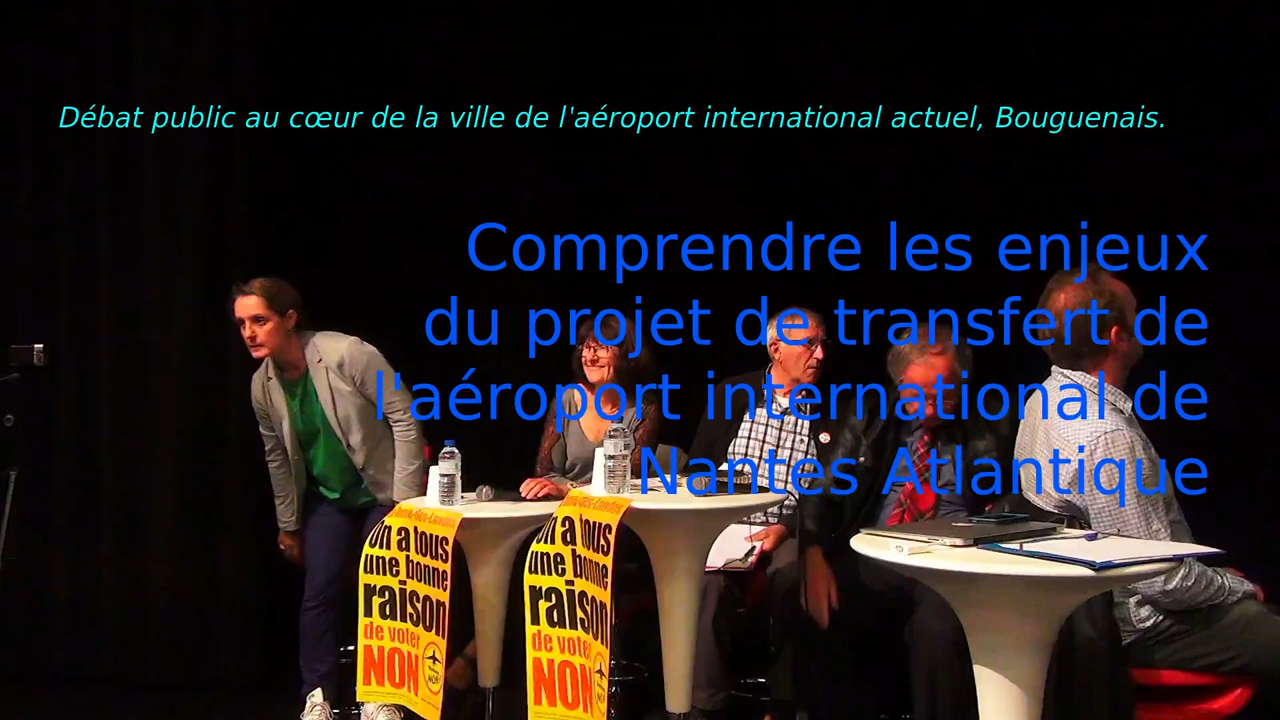 Débat public au cœur de la ville de l'aéroport international actuel, Bouguenais.
Comprendre les enjeux
du projet de transfert de
l'aéroport international de
Nantes Atlantique
On a tous
une bonne
raison
de voter
NON
On a tous
une bonne
raison
de voter
NON